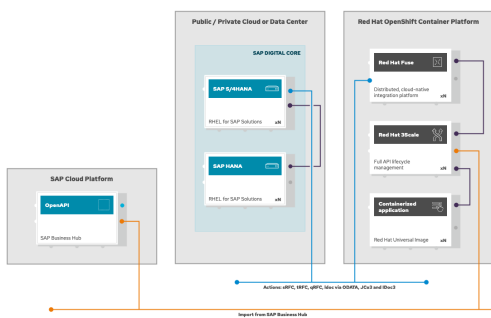 Public / Private Cloud or Data Center
SAP DIGITAL CORE
SAP S/4HANA
RHEL for SAP Solutions xN
SAP HANA
RHEL for SAP Solutions xN
Red Hat OpenShift Container Platform
Red Hat Fuse
Distributed, cloud-native
integration platform xN
Red Hat 3Scale
Full API lifecycle
management xN
Containerized
application
Red Hat Universal Image xN
SAP Cloud Platform
OpenAPI
SAP Business Hub
Actions: sRFC, tRFC, qRFC, Idoc via ODATA, JCo3 and IDoc3
Import from SAP Business Hub